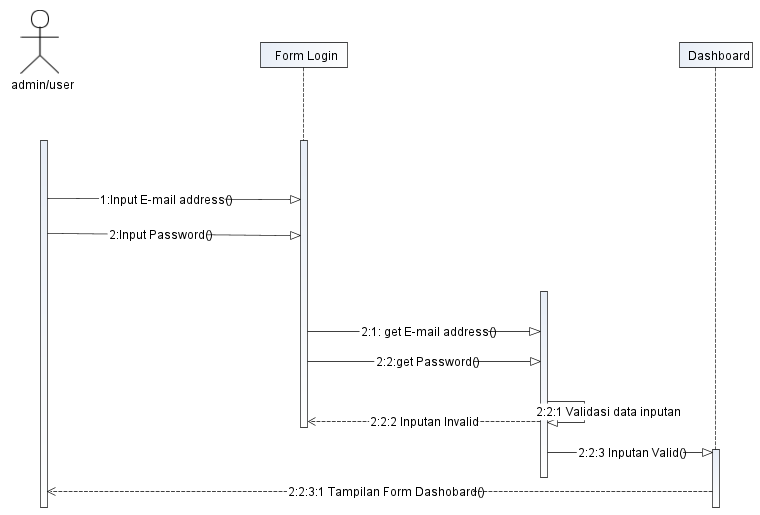 admin/user
Form Login
Dashboard
1:Input E-mail address()
2:Input Password()
2:1: get E-mail address()
2:2:get Password()
2:2:1 Validasi data inputan
2:2:2 Inputan Invalid
2:2:3 Inputan Valid()
2:2:3:1 Tampilan Form Dashobard()